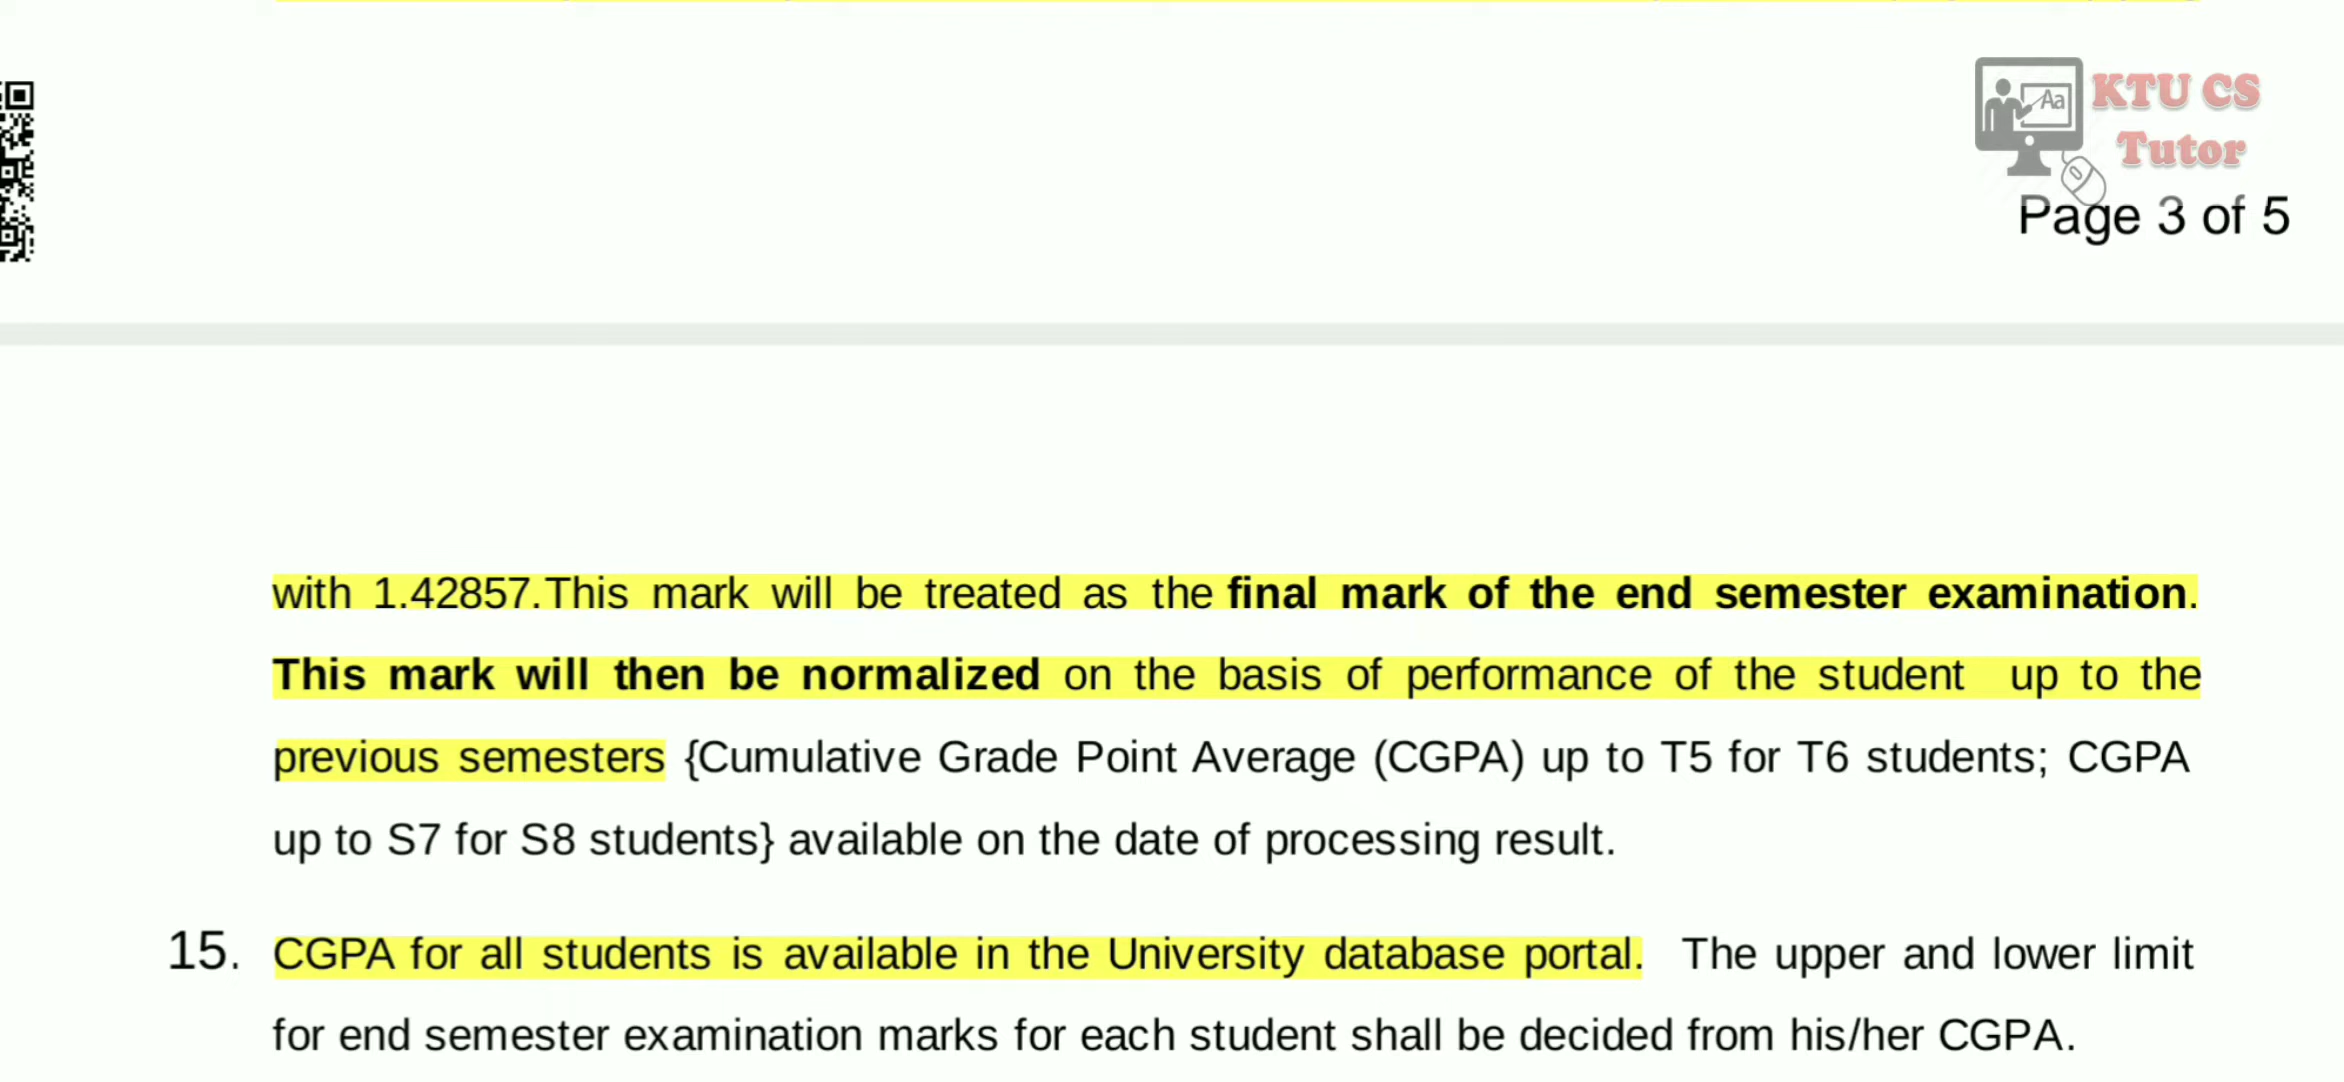 KTU CS
Aa
Tutor
Page 3 of 5
with 1.42857.This mark will be treated as the final mark of the end semester examination.
This mark will then be normalized on the basis of performance of the student up to the
previous semesters {Cumulative Grade Point Average (CGPA) up to T5 for T6 students; CGPA
up to S7 for S8 students} available on the date of processing result.
15. CGPA for all students is available in the University database portal. The upper and lower limit
for end semester examination marks for each student shall be decided from his/her CGPA.